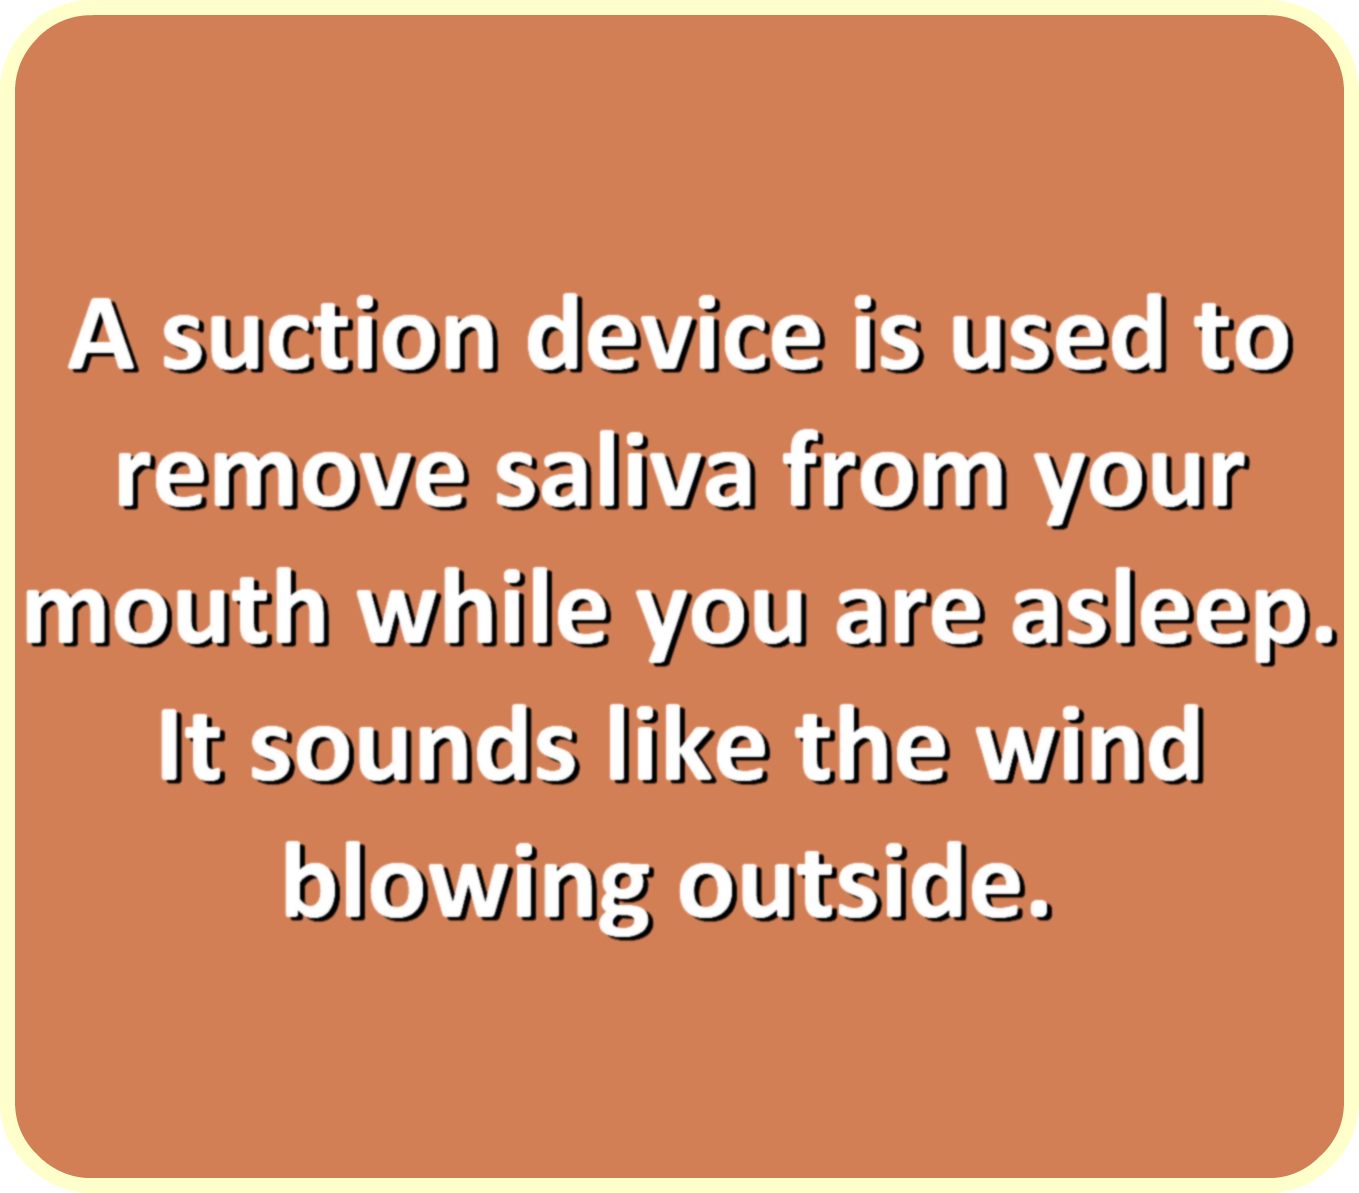 A suction device is used to
remove saliva from your
mouth while you are asleep.
It sounds like the wind
blowing outside.